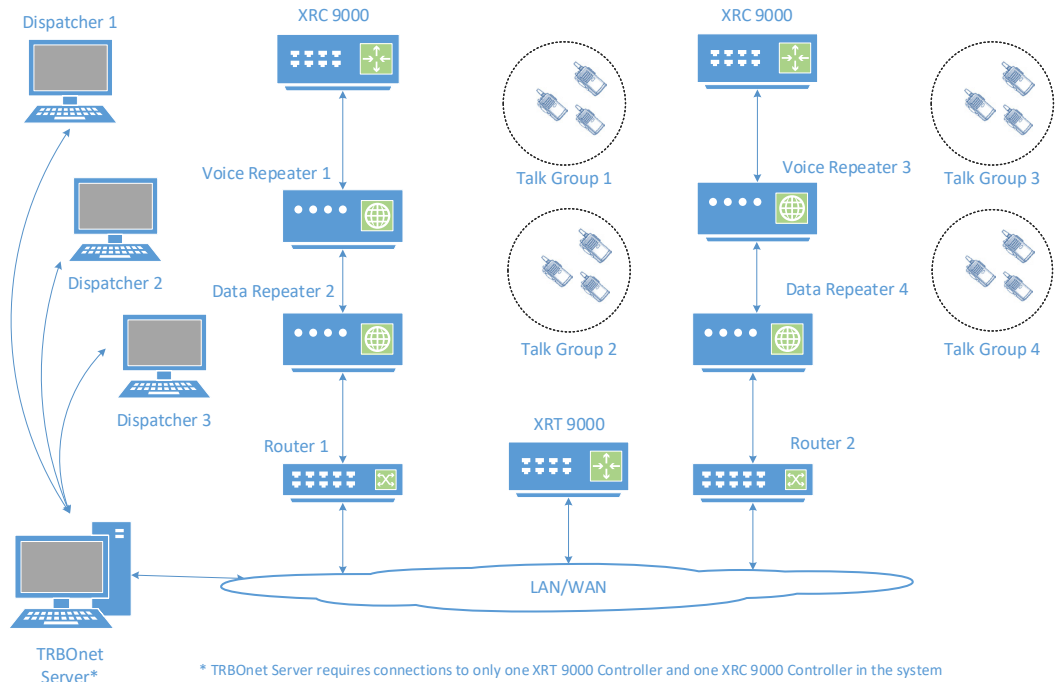 Dispatcher 1
XRC 9000
XRC 9000
Voice Repeater 1
Talk Group 1
Voice Repeater 3
Talk Group 3
Dispatcher 2
Data Repeater 2
Data Repeater 4
Talk Group 2
Talk Group 4
Dispatcher 3
Router 1
XRT 9000
Router 2
LAN/WAN
TRBOnet
Server*
* TRBOnet Server requires connections to only one XRT 9000 Controller and one XRC 9000 Controller in the system